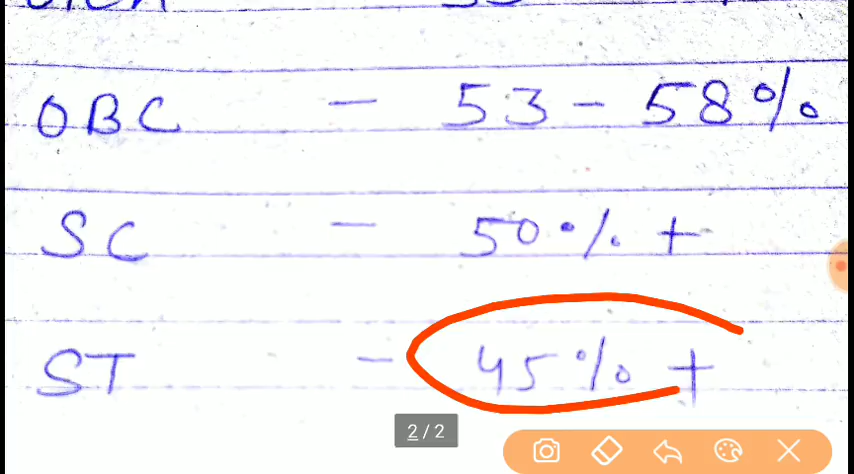 OBC - 53 - 58%
SC - 50% +
ST - 45% +
2/2